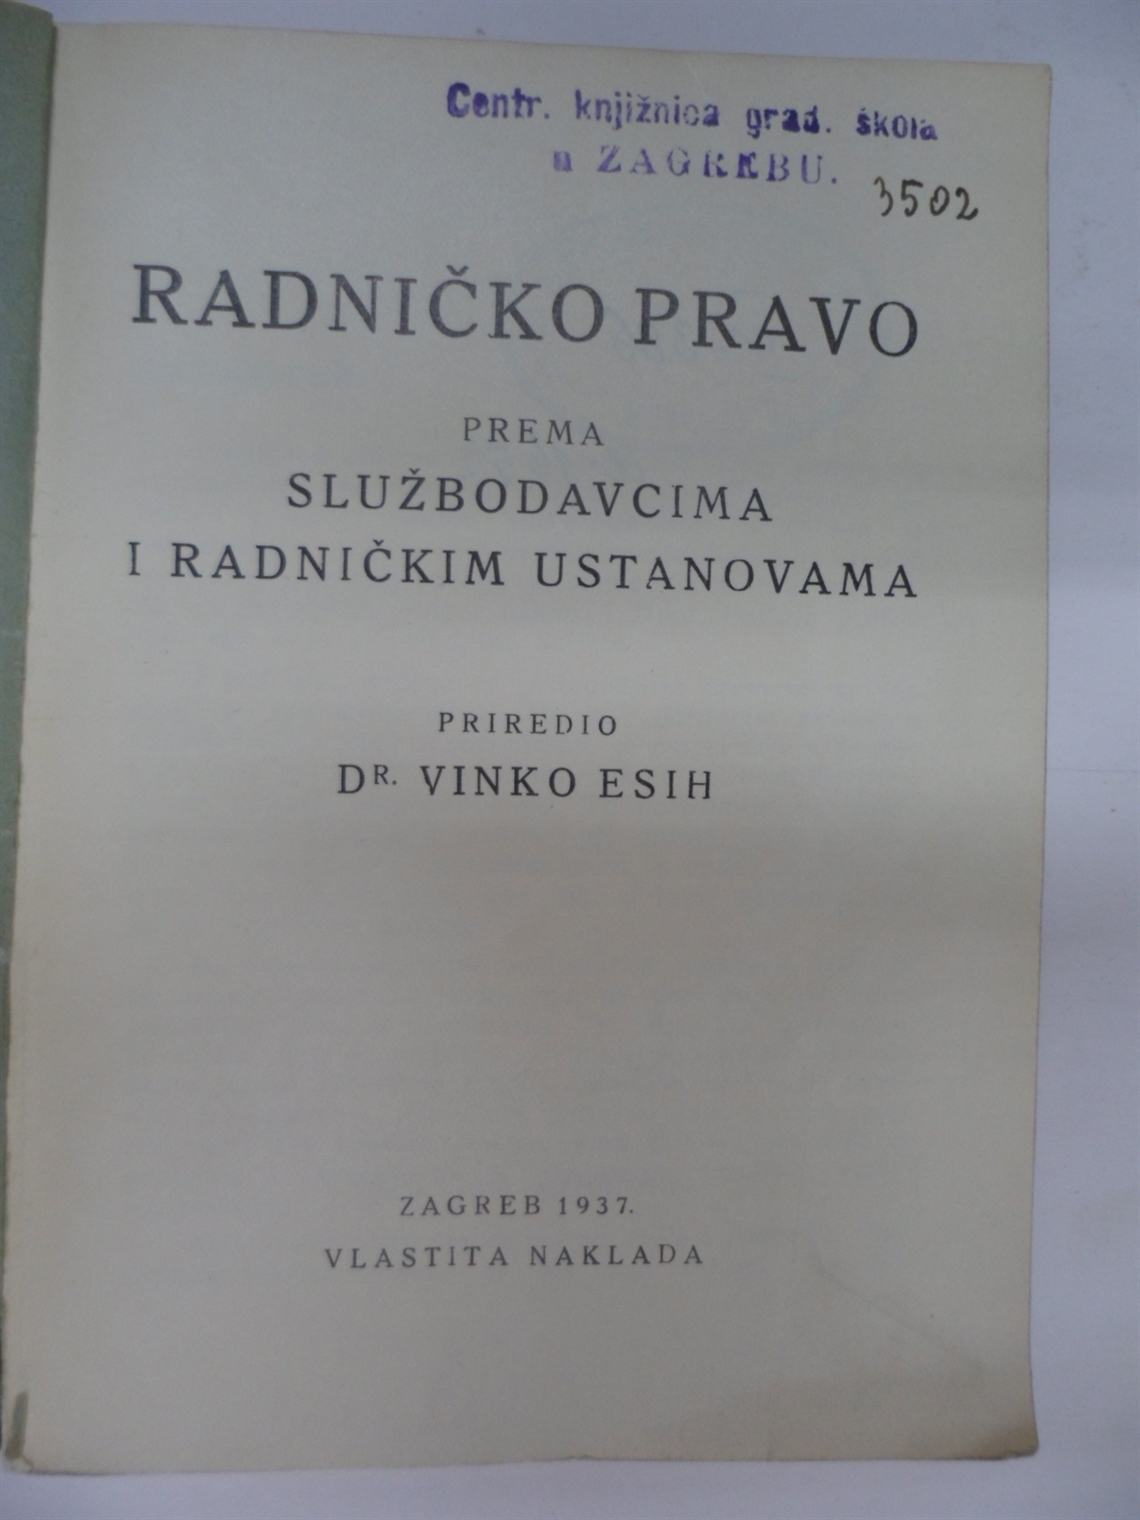 Centr. knjižnica grad. škola
u ZAGREBU.
3502
RADNIČKO PRAVO
PREMA
SLUŽBODAVCIMA
I RADNIČKIM USTANOVAMA
PRIREDIO
DR. VINKO ESIH
ZAGREB 1937.
VLASTITA NAKLADA